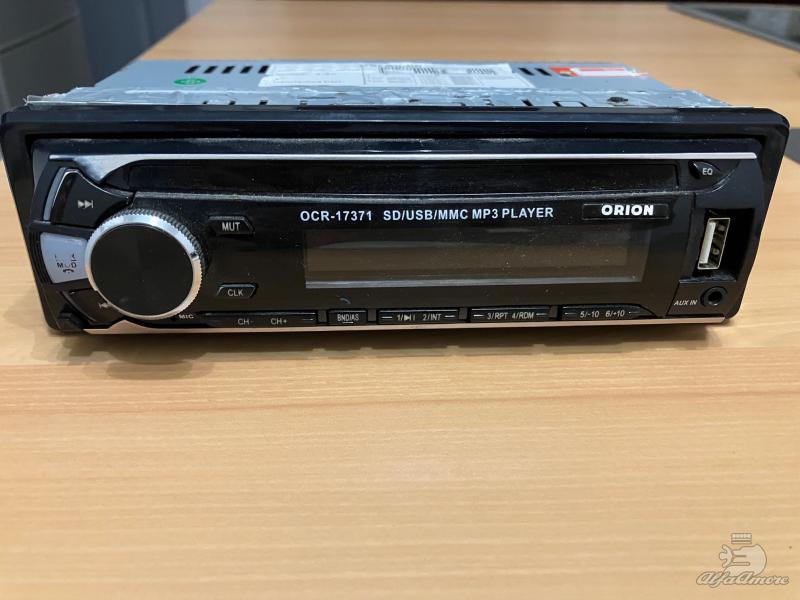 EQ
OCR-17371 SD/USB/MMC MP3 PLAYER
ORION
MUT
CLK
MIC
CH- CH+
BND/AS
1/▶II 2/INT
3/RPT 4/RDM
5/-10 6/+10
AUX IN
AlfaAmore